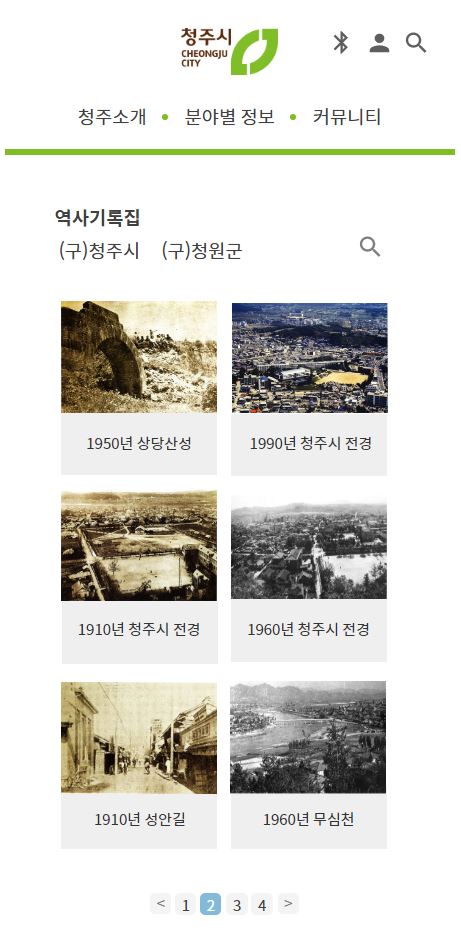 청주시
CHEONGJU
CITY
청주소개 • 분야별 정보 • 커뮤니티
역사기록집
(구)청주시 (구)청원군
1950년 상당산성 1990년 청주시 전경
1910년 청주시 전경 1960년 청주시 전경
1910년 성안길 1960년 무심천
< 1 2 3 4 >